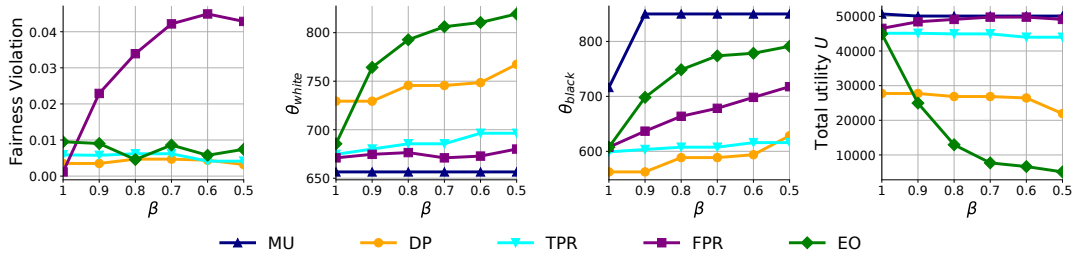 Fairness Violation
0.04
0.03
0.02
0.01
0.00
1 0.9 0.8 0.7 0.6 0.5
β
θwhite
800
750
700
650
1 0.9 0.8 0.7 0.6 0.5
β
θblack
800
700
600
1 0.9 0.8 0.7 0.6 0.5
β
Total utility U
50000
40000
30000
20000
10000
1 0.9 0.8 0.7 0.6 0.5
β
MU DP TPR FPR EO